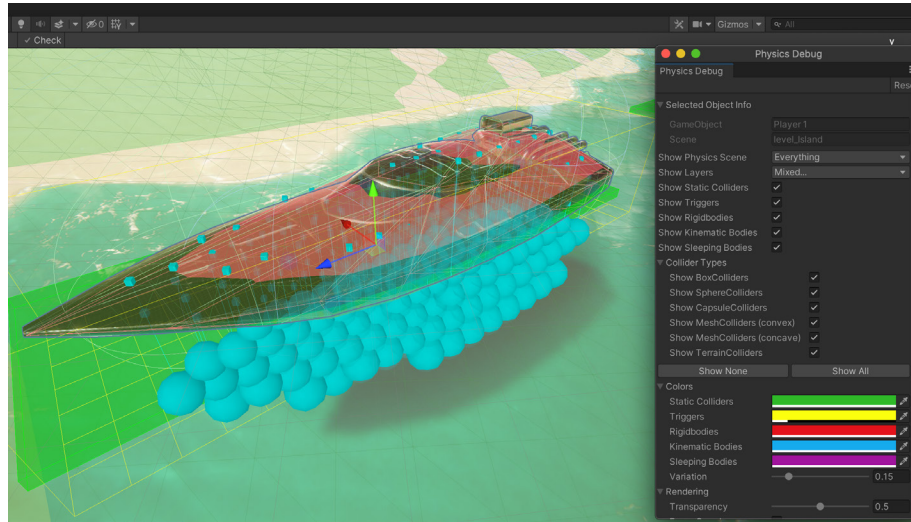 0
Gizmos
All
Check
Physics Debug
Physics Debug
Selected Object Info
GameObject Player 1
Scene level_Island
Show Physics Scene Everything
Show Layers Mixed...
Show Static Colliders
Show Triggers
Show Rigidbodies
Show Kinematic Bodies
Show Sleeping Bodies
Collider Types
Show BoxColliders
Show SphereColliders
Show CapsuleColliders
Show MeshColliders (convex)
Show MeshColliders (concave)
Show TerrainColliders
Show None Show All
Colors
Static Colliders
Triggers
Rigidbodies
Kinematic Bodies
Sleeping Bodies
Variation 0.15
Rendering
Transparency 0.5